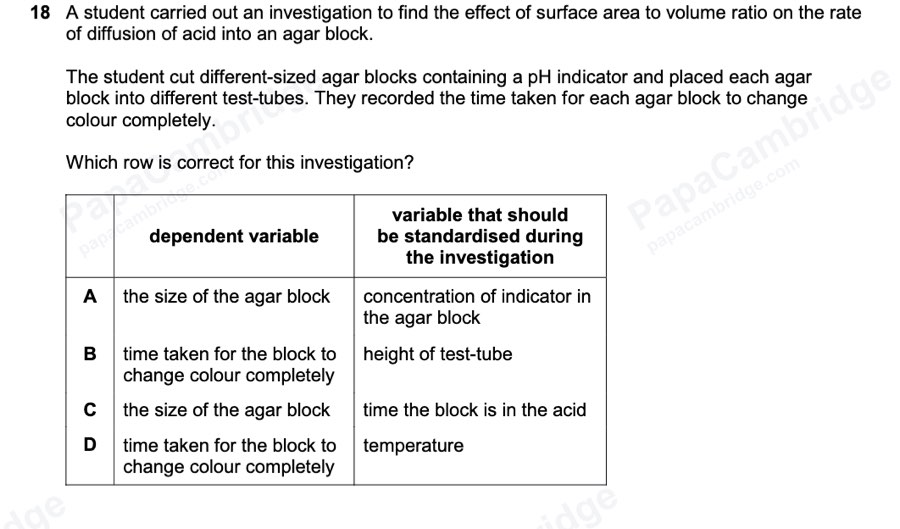 18 A student carried out an investigation to find the effect of surface area to volume ratio on the rate
of diffusion of acid into an agar block.
The student cut different-sized agar blocks containing a pH indicator and placed each agar
block into different test-tubes. They recorded the time taken for each agar block to change
colour completely.
Which row is correct for this investigation?
dependent variable
variable that should
be standardised during
the investigation
A the size of the agar block concentration of indicator in
the agar block
B time taken for the block to height of test-tube
change colour completely
C the size of the agar block time the block is in the acid
D time taken for the block to temperature
change colour completely
PapaCambridge
papacambridge.com
PapaCambridge
papacambridge.com
dge
idge